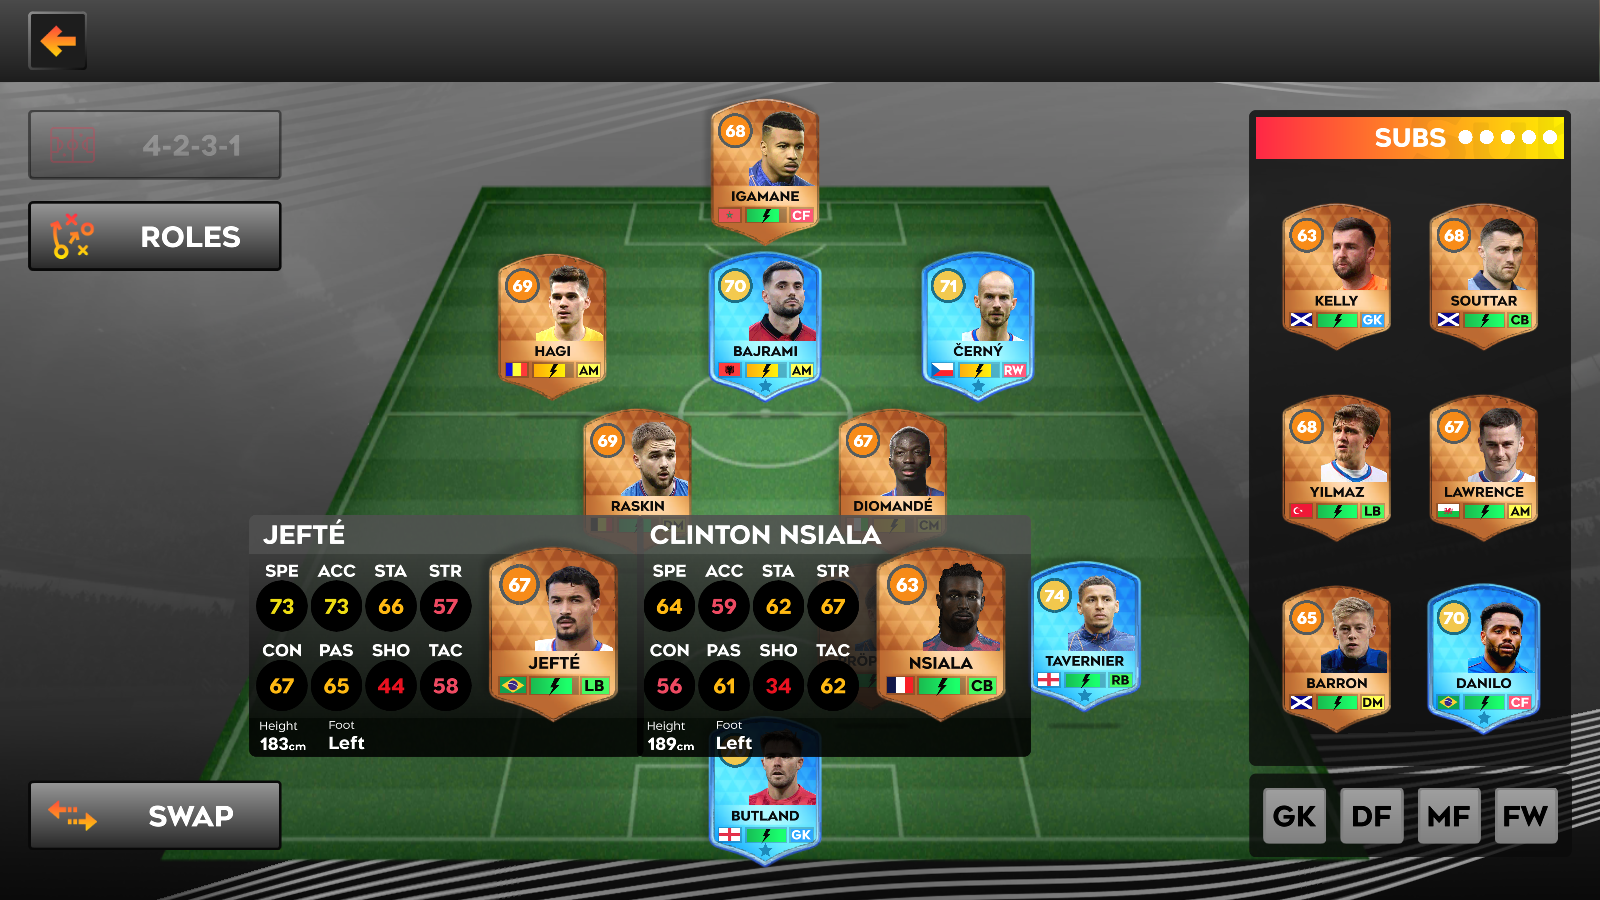 4-2-3-1
ROLES
68
IGAMANE
CF
69
HAGI
AM
70
BAJRAMI
AM
71
ČERNÝ
RW
69
RASKIN
67
DIOMANDÉ
CM
JEFTÉ
SPE ACC STA STR
73 73 66 57
CON PAS SHO TAC
67 65 44 58
Height Foot
183cm Left
67
JEFTÉ
LB
CLINTON NSIALA
SPE ACC STA STR
64 59 62 67
CON PAS SHO TAC
56 61 34 62
Height Foot
189cm Left
63
NSIALA
CB
74
TAVERNIER
RB
BUTLAND
GK
SUBS
63
KELLY
GK
68
SOUTTAR
CB
68
YILMAZ
LB
67
LAWRENCE
AM
65
BARRON
DM
70
DANILO
CF
GK DF MF FW
SWAP